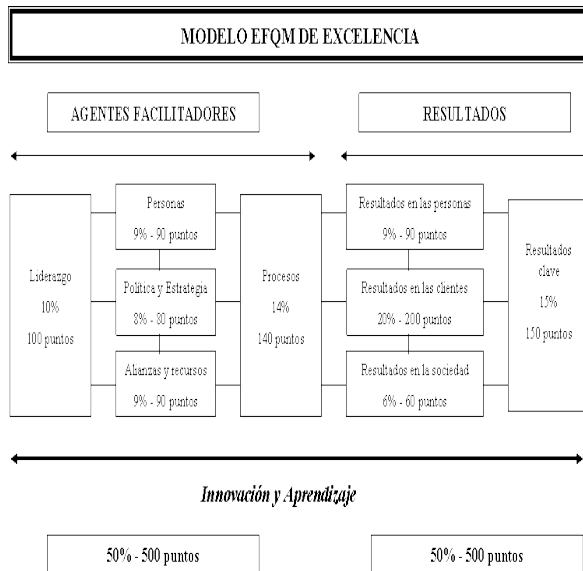 MODELO EFQM DE EXCELENCIA
AGENTES FACILITADORES
RESULTADOS
Liderazgo
10%
100 puntos
Personas
9% - 90 puntos
Política y Estrategia
8% - 80 puntos
Alianzas y recursos
9% - 90 puntos
Procesos
14%
140 puntos
Resultados en las personas
9% - 90 puntos
Resultados en las clientes
20% - 200 puntos
Resultados en la sociedad
6% - 60 puntos
Resultados
clave
15%
150 puntos
Innovación y Aprendizaje
50% - 500 puntos
50% - 500 puntos